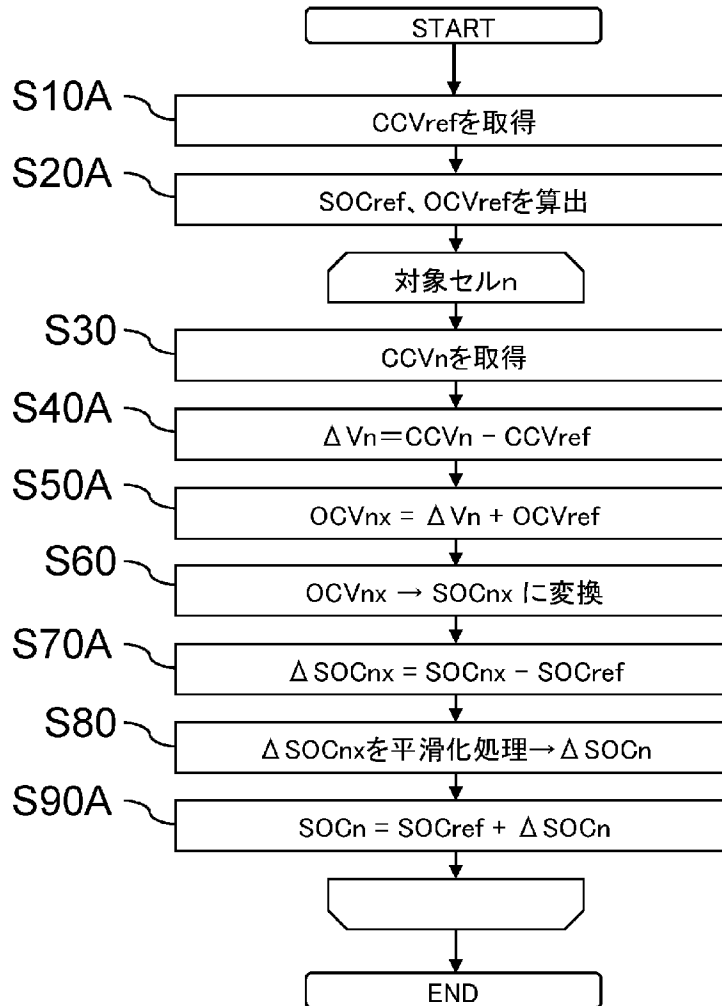 START
S10A
CCVrefを取得
S20A
SOCref、OCVrefを算出
対象セルn
S30
CCVnを取得
S40A
ΔVn=CCVn - CCVref
S50A
OCVnx = ΔVn + OCVref
S60
OCVnx → SOCnx に変換
S70A
ΔSOCnx = SOCnx - SOCref
S80
ΔSOCnxを平滑化処理→ΔSOCn
S90A
SOCn = SOCref + ΔSOCn
END